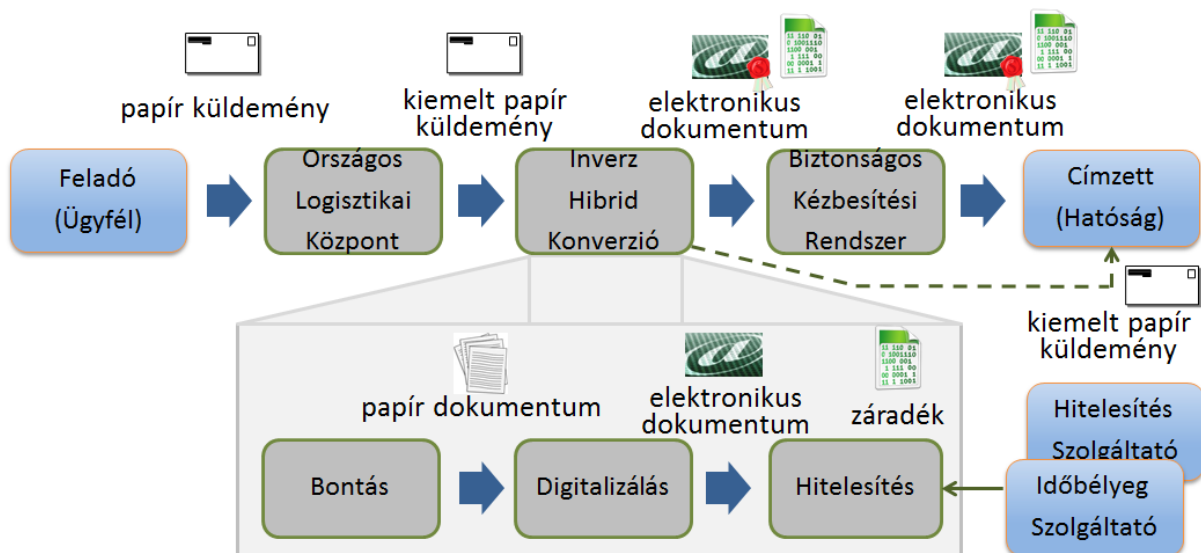 papír küldemény
kiemelt papír
küldemény
elektronikus
dokumentum
elektronikus
dokumentum
Feladó
(Ügyfél)
Országos
Logisztikai
Központ
Inverz
Hibrid
Konverzió
Biztonságos
Kézbesítési
Rendszer
Címzett
(Hatóság)
kiemelt papír
küldemény
papír dokumentum
elektronikus
dokumentum
záradék
Bontás
Digitalizálás
Hitelesítés
Hitelesítés
Szolgáltató
Időbélyeg
Szolgáltató